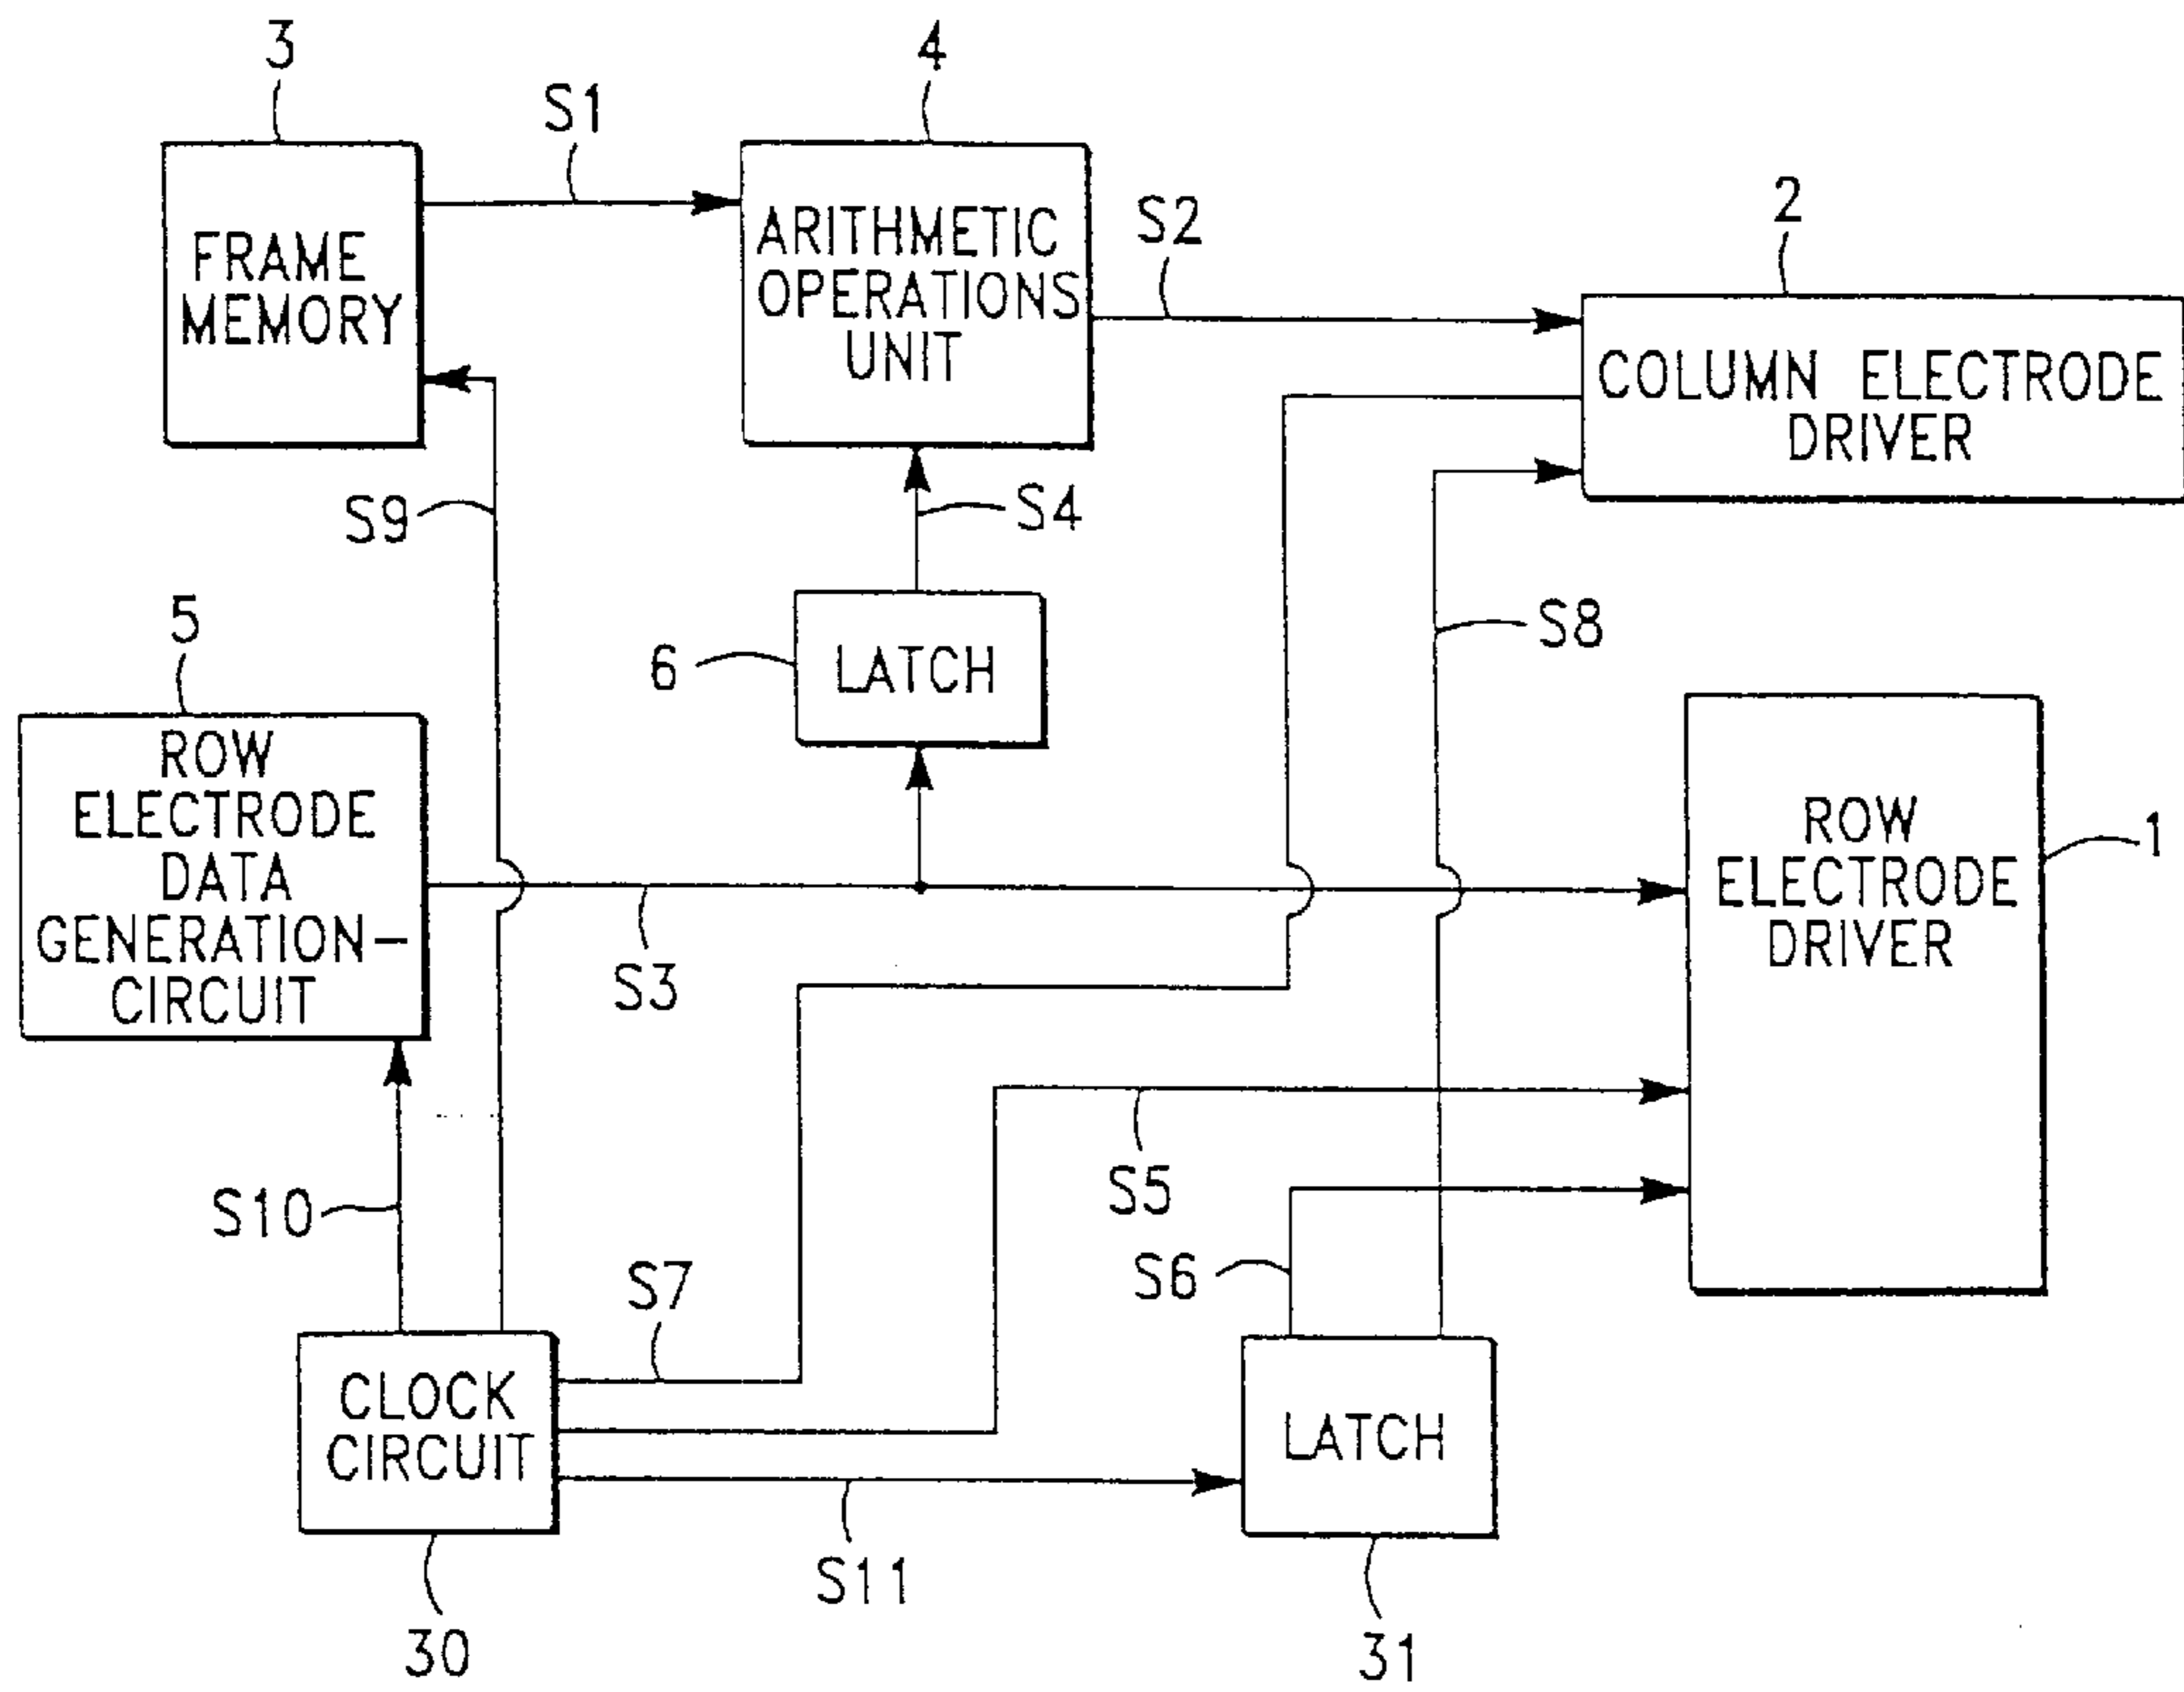 3
4
S1
FRAME
MEMORY
ARITHMETIC
OPERATIONS
UNIT
S2
2
COLUMN ELECTRODE
DRIVER
S9
S4
5
6
LATCH
S8
ROW
ELECTRODE
DATA
GENERATION-
CIRCUIT
S3
ROW
ELECTRODE
DRIVER
1
S10
S7
S5
S6
CLOCK
CIRCUIT
LATCH
S11
30
31